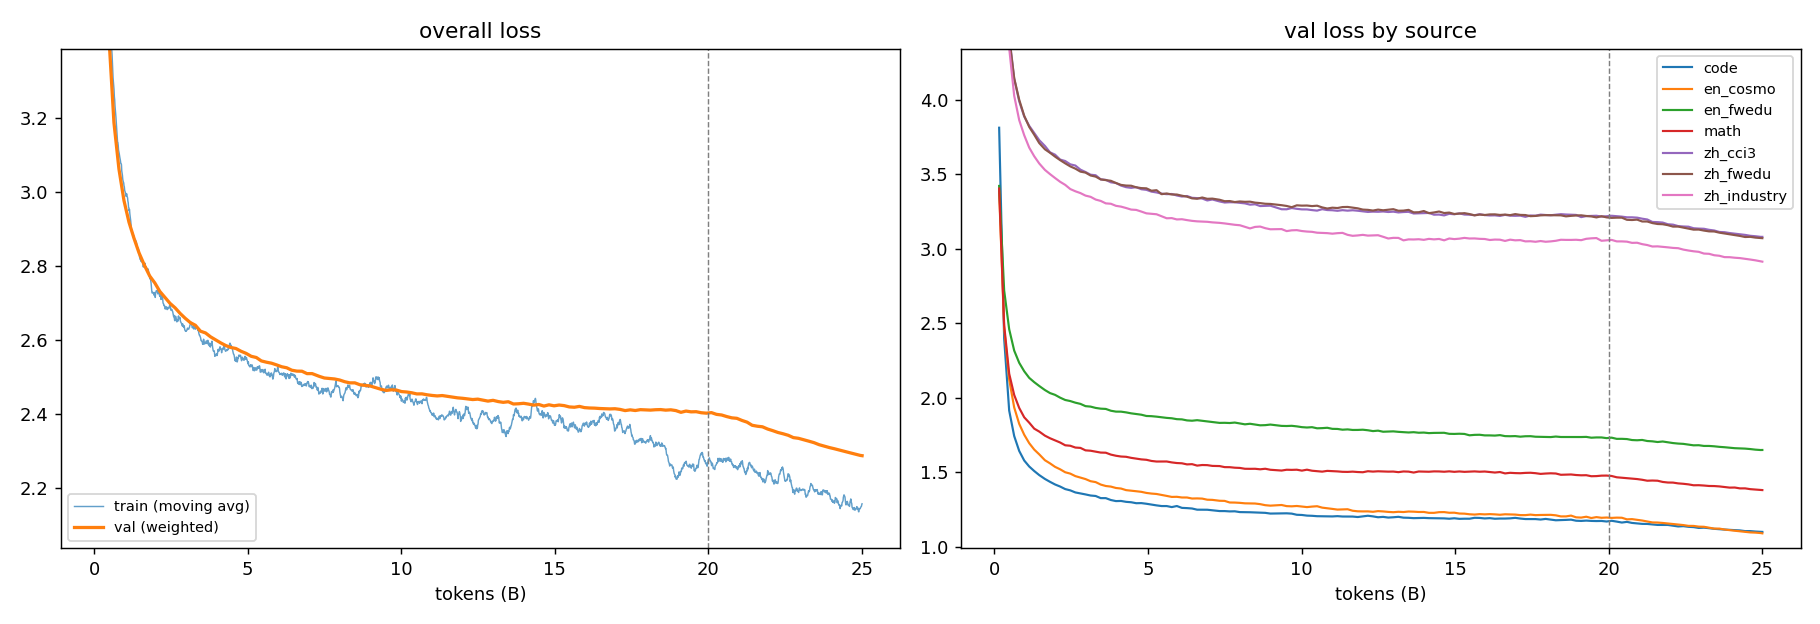 overall loss
3.2
3.0
2.8
2.6
2.4
2.2
train (moving avg)
val (weighted)
0 5 10 15 20 25
tokens (B)
val loss by source
4.0
3.5
3.0
2.5
2.0
1.5
1.0
code
en_cosmo
en_fwedu
math
zh_cci3
zh_fwedu
zh_industry
0 5 10 15 20 25
tokens (B)